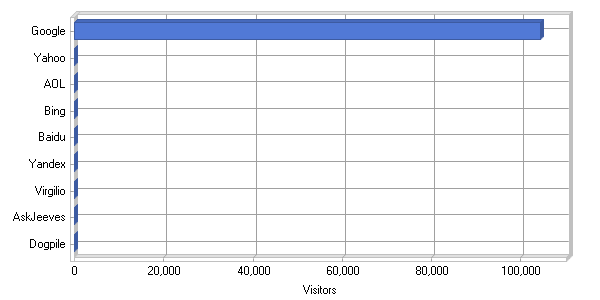 Google
Yahoo
AOL
Bing
Baidu
Yandex
Virgilio
AskJeeves
Dogpile
0 20,000 40,000 60,000 80,000 100,000
Visitors